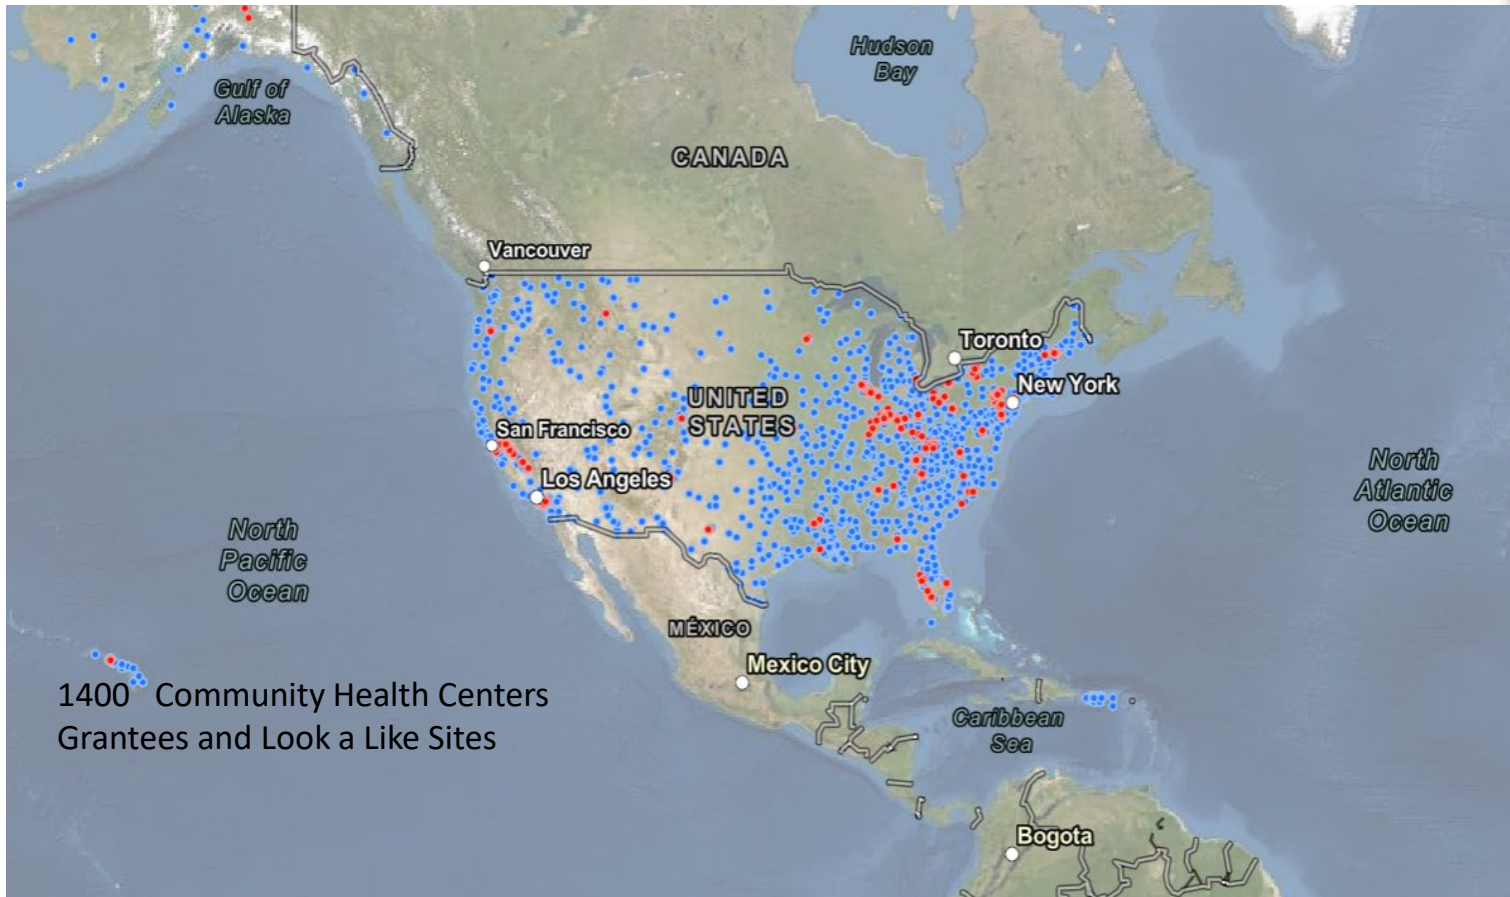 Hudson
Bay
Gulf of
Alaska
CANADA
Vancouver
Toronto
New York
UNITED
STATES
San Francisco
Los Angeles
North
Atlantic
Ocean
North
Pacific
Ocean
MÉXICO
Mexico City
1400   Community Health Centers
Grantees and Look a Like Sites
Caribbean
Sea
Bogota